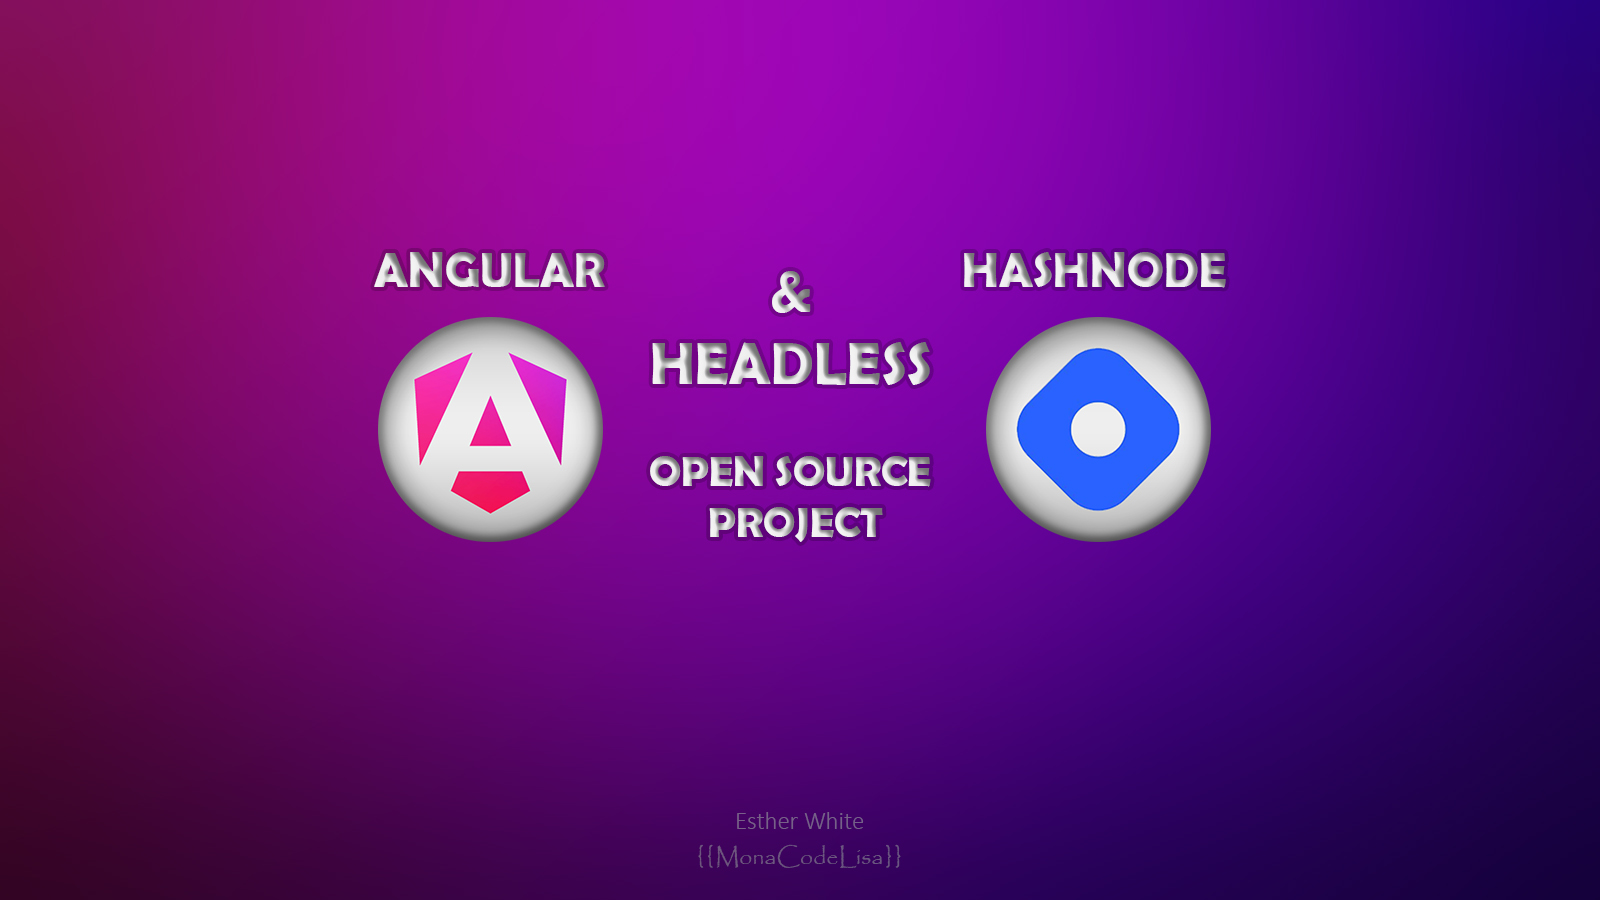 ANGULAR
&
HEADLESS
HASHNODE
OPEN SOURCE
PROJECT
Esther White
{{MonaCodeLisa}}